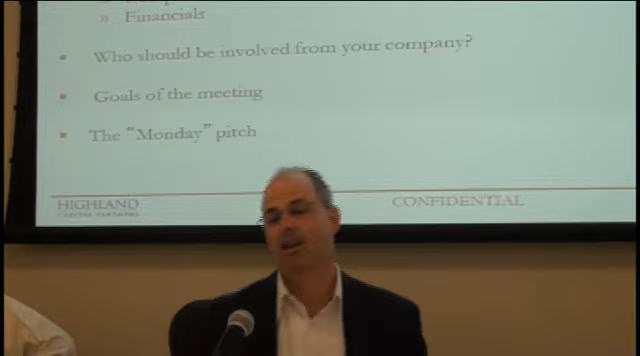 » Financials
Who should be involved from your company?
Goals of the meeting
The "Monday" pitch
HIGHLAND
CAPITAL PARTNERS
CONFIDENTIAL